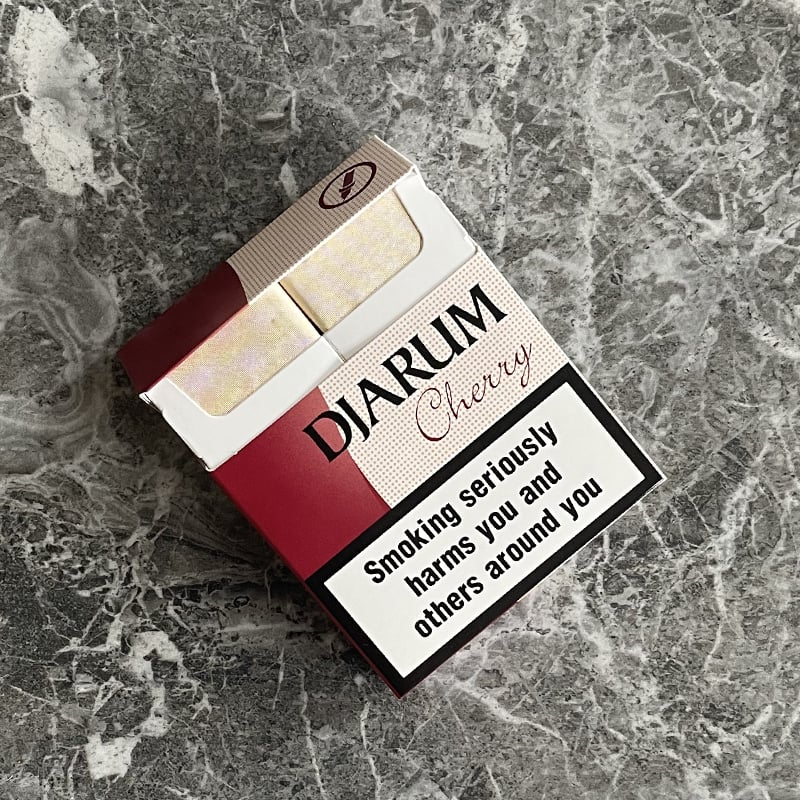 DJARUM
Cherry
Smoking seriously
harms you and
others around you